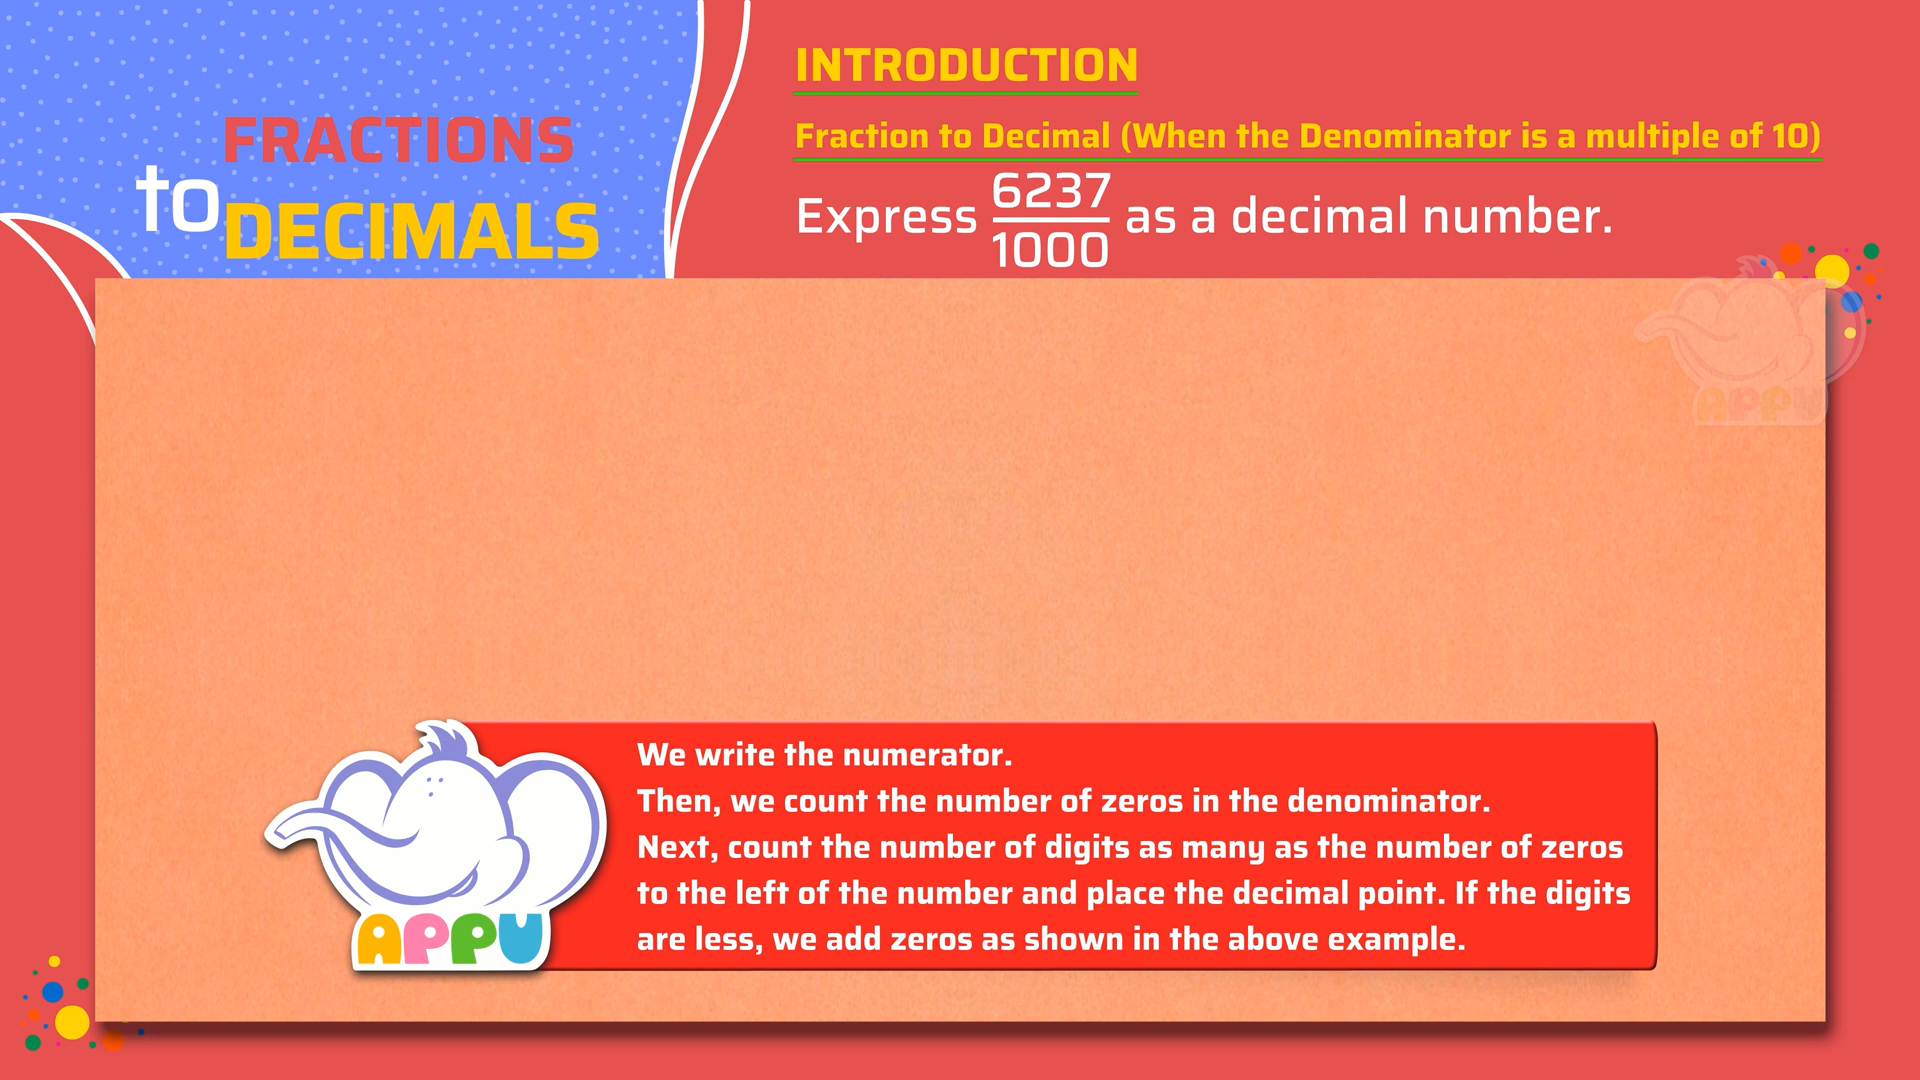 FRACTIONS
to
DECIMALS
INTRODUCTION
Fraction to Decimal (When the Denominator is a multiple of 10)
Express 6237/1000 as a decimal number.
APPU
We write the numerator.
Then, we count the number of zeros in the denominator.
Next, count the number of digits as many as the number of zeros
to the left of the number and place the decimal point. If the digits
are less, we add zeros as shown in the above example.
APPU